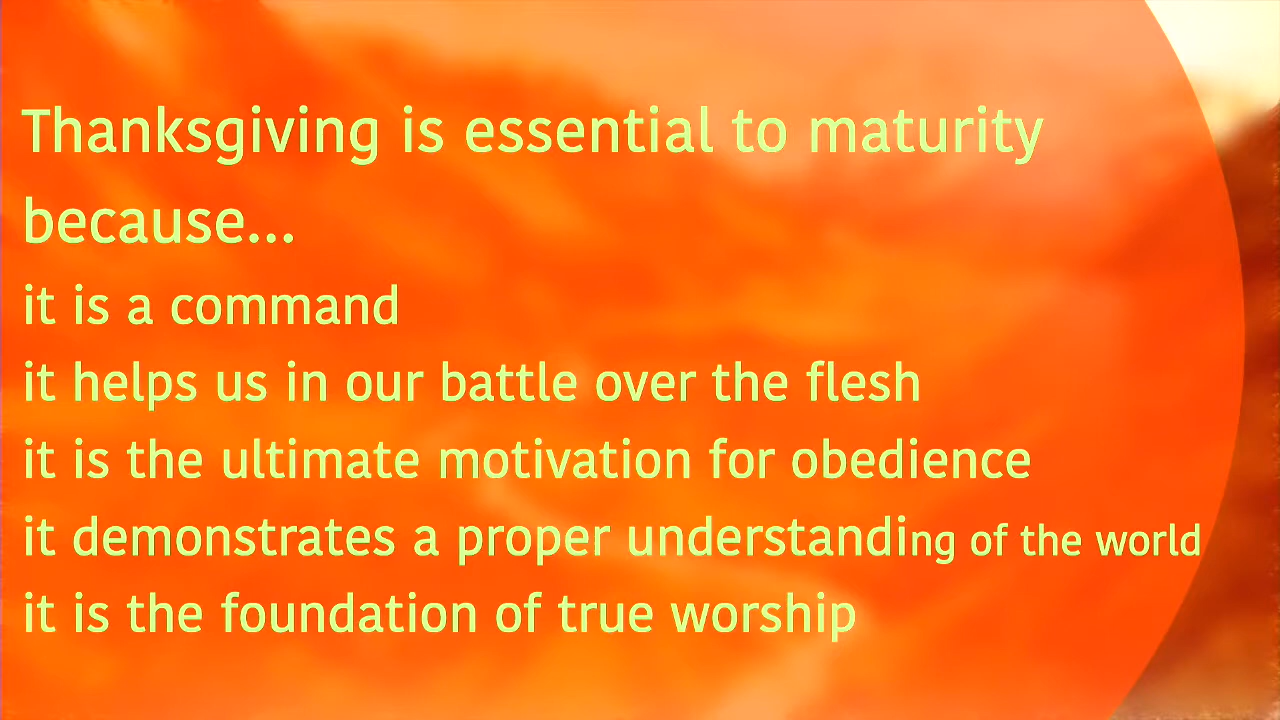 Thanksgiving is essential to maturity
because...
it is a command
it helps us in our battle over the flesh
it is the ultimate motivation for obedience
it demonstrates a proper understanding of the world
it is the foundation of true worship